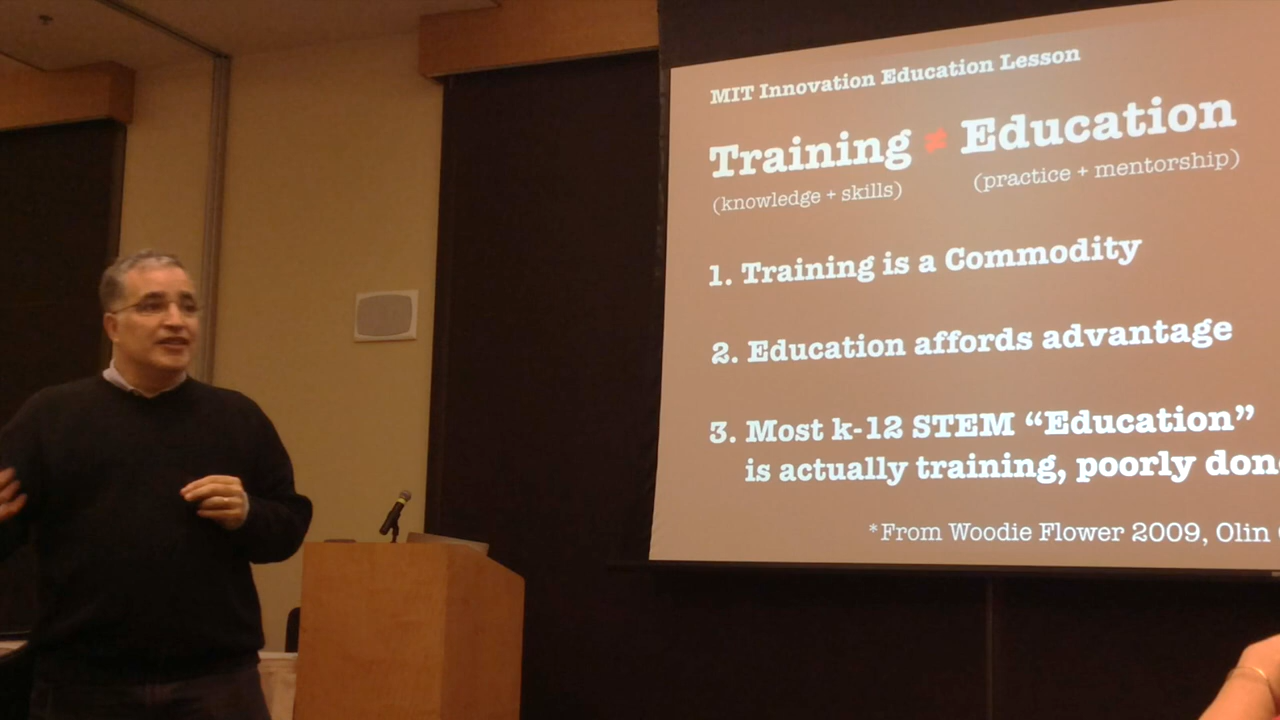 MIT Innovation Education Lesson
Training ≠ Education
(knowledge + skills) (practice + mentorship)
1. Training is a Commodity
2. Education affords advantage
3. Most k-12 STEM “Education”
is actually training, poorly don
*From Woodie Flower 2009, Olin